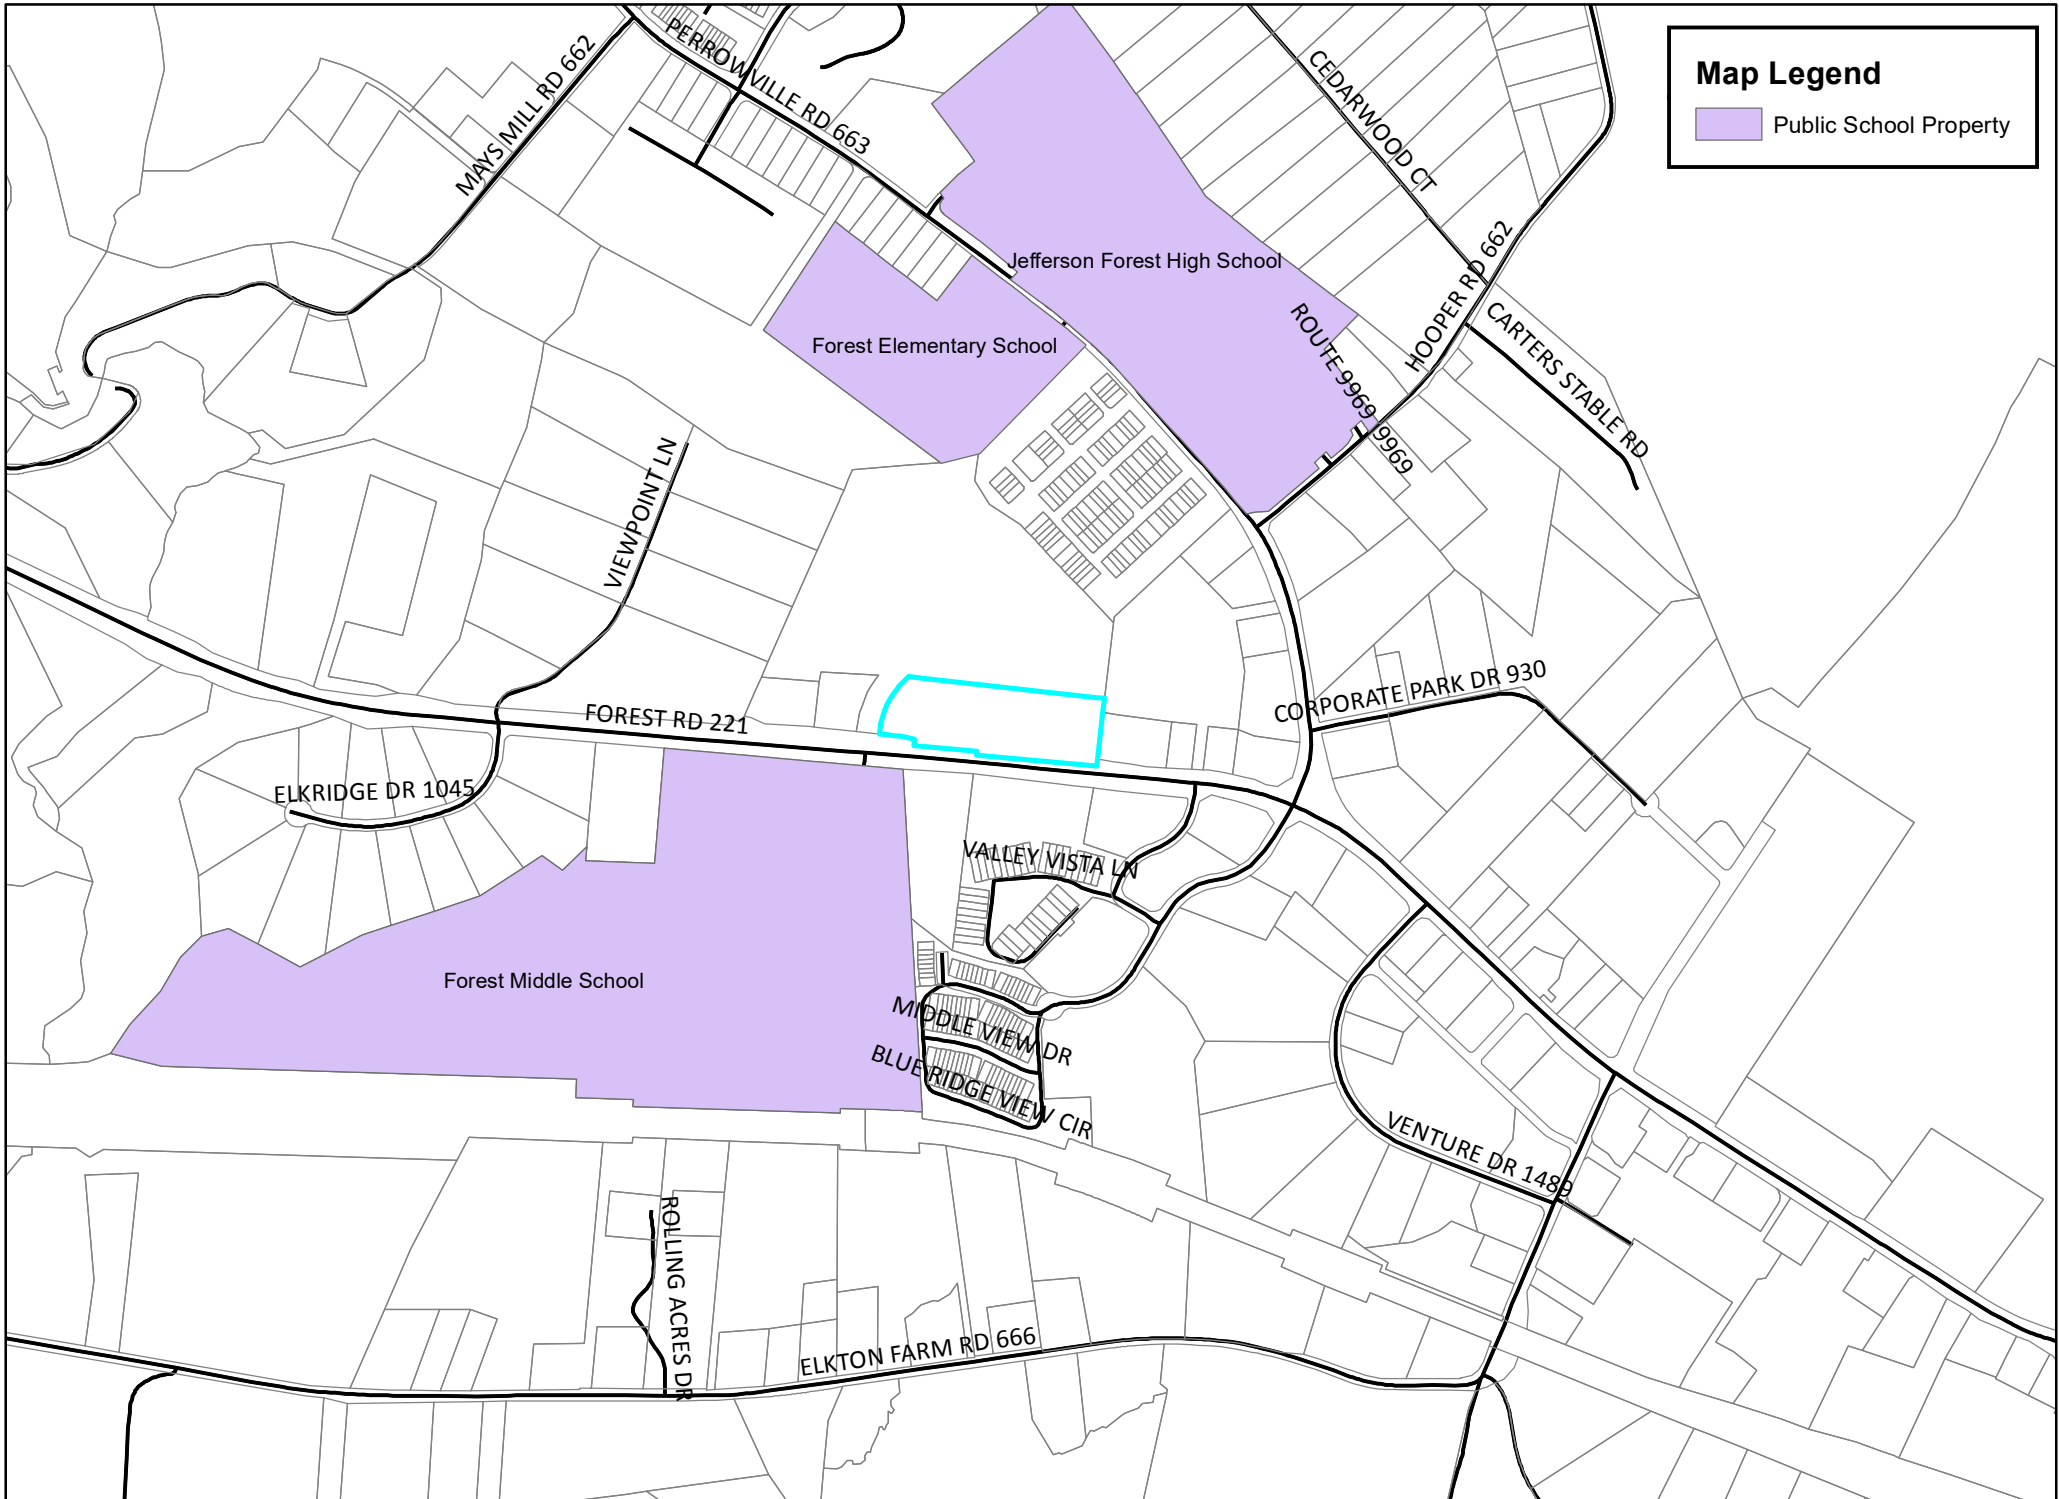 Map Legend
Public School Property
PERROWVILLE RD 663
MAYS MILL RD 662
CEDARWOOD CT
HOOPER RD 662
Jefferson Forest High School
CARTERS STABLE RD
ROUTE 9969
9969
Forest Elementary School
VIEWPOINT LN
CORPORATE PARK DR 930
FOREST RD 221
ELKRIDGE DR 1045
VALLEY VISTA LN
Forest Middle School
MIDDLE VIEW DR
BLUE RIDGE VIEW CIR
VENTURE DR 1489
ROLLING ACRES DR
ELKTON FARM RD 666